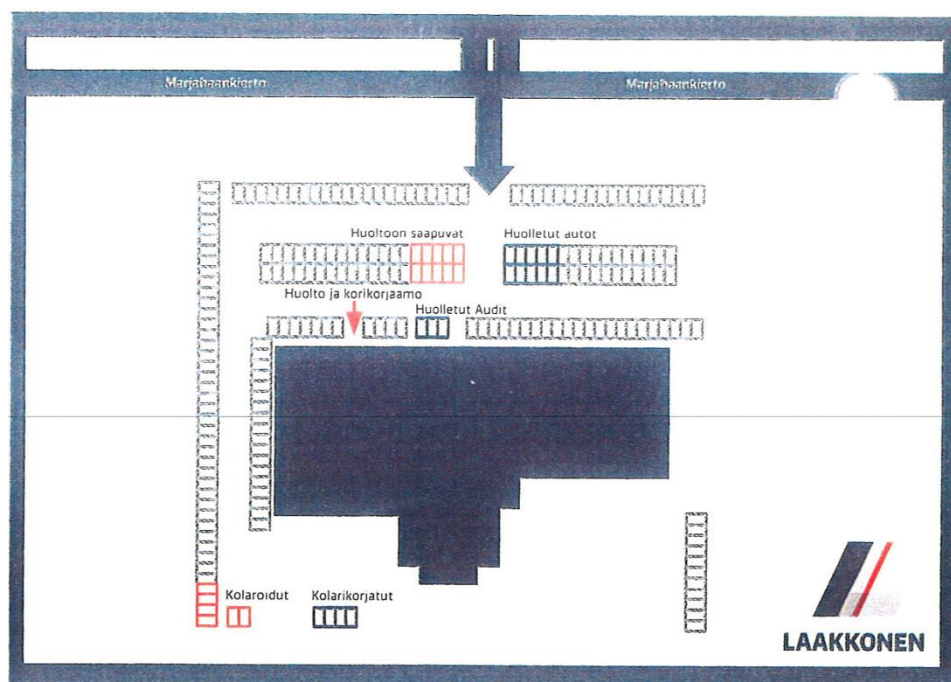 Marjahaankierto Marjahaankierto
Huoltoon saapuvat Huolletut autot
Huolto ja korikorjaamo
Huolletut Audit
Kolaroidut Kolarikorjatut
LAAKKONEN